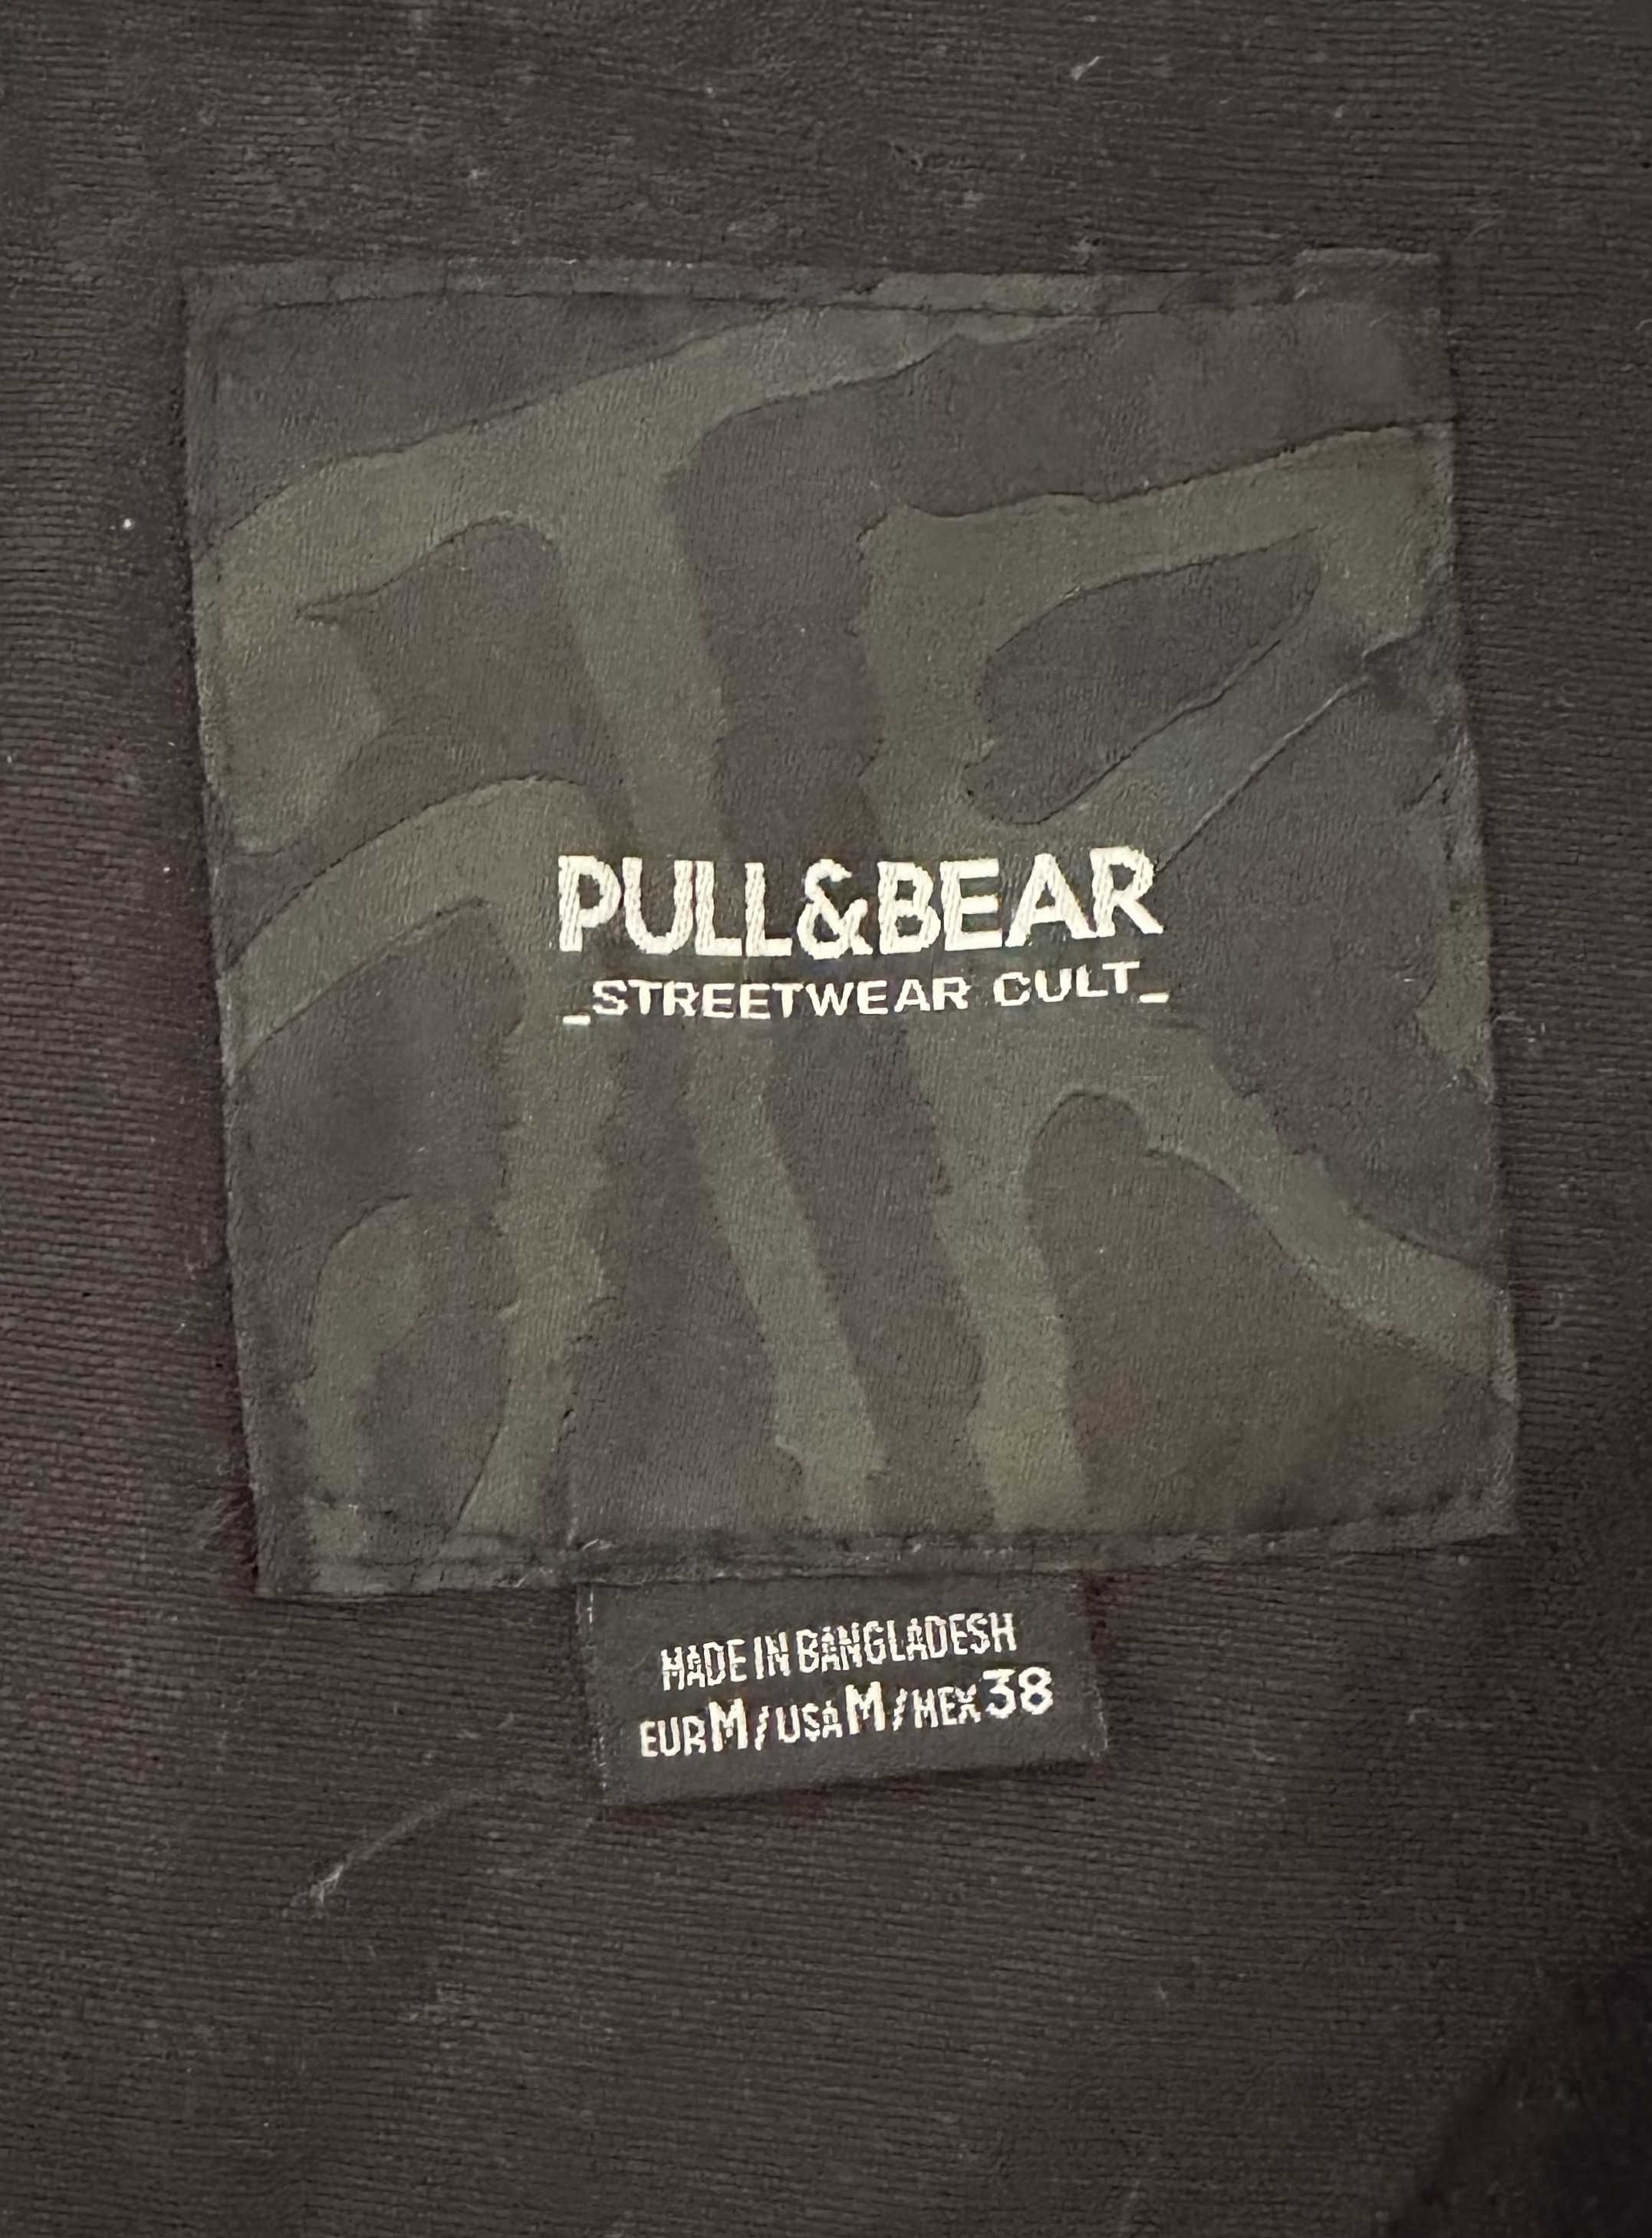 PULL&BEAR
_STREETWEAR CULT_
MADE IN BANGLADESH
EUR M / USA M / MEX 38